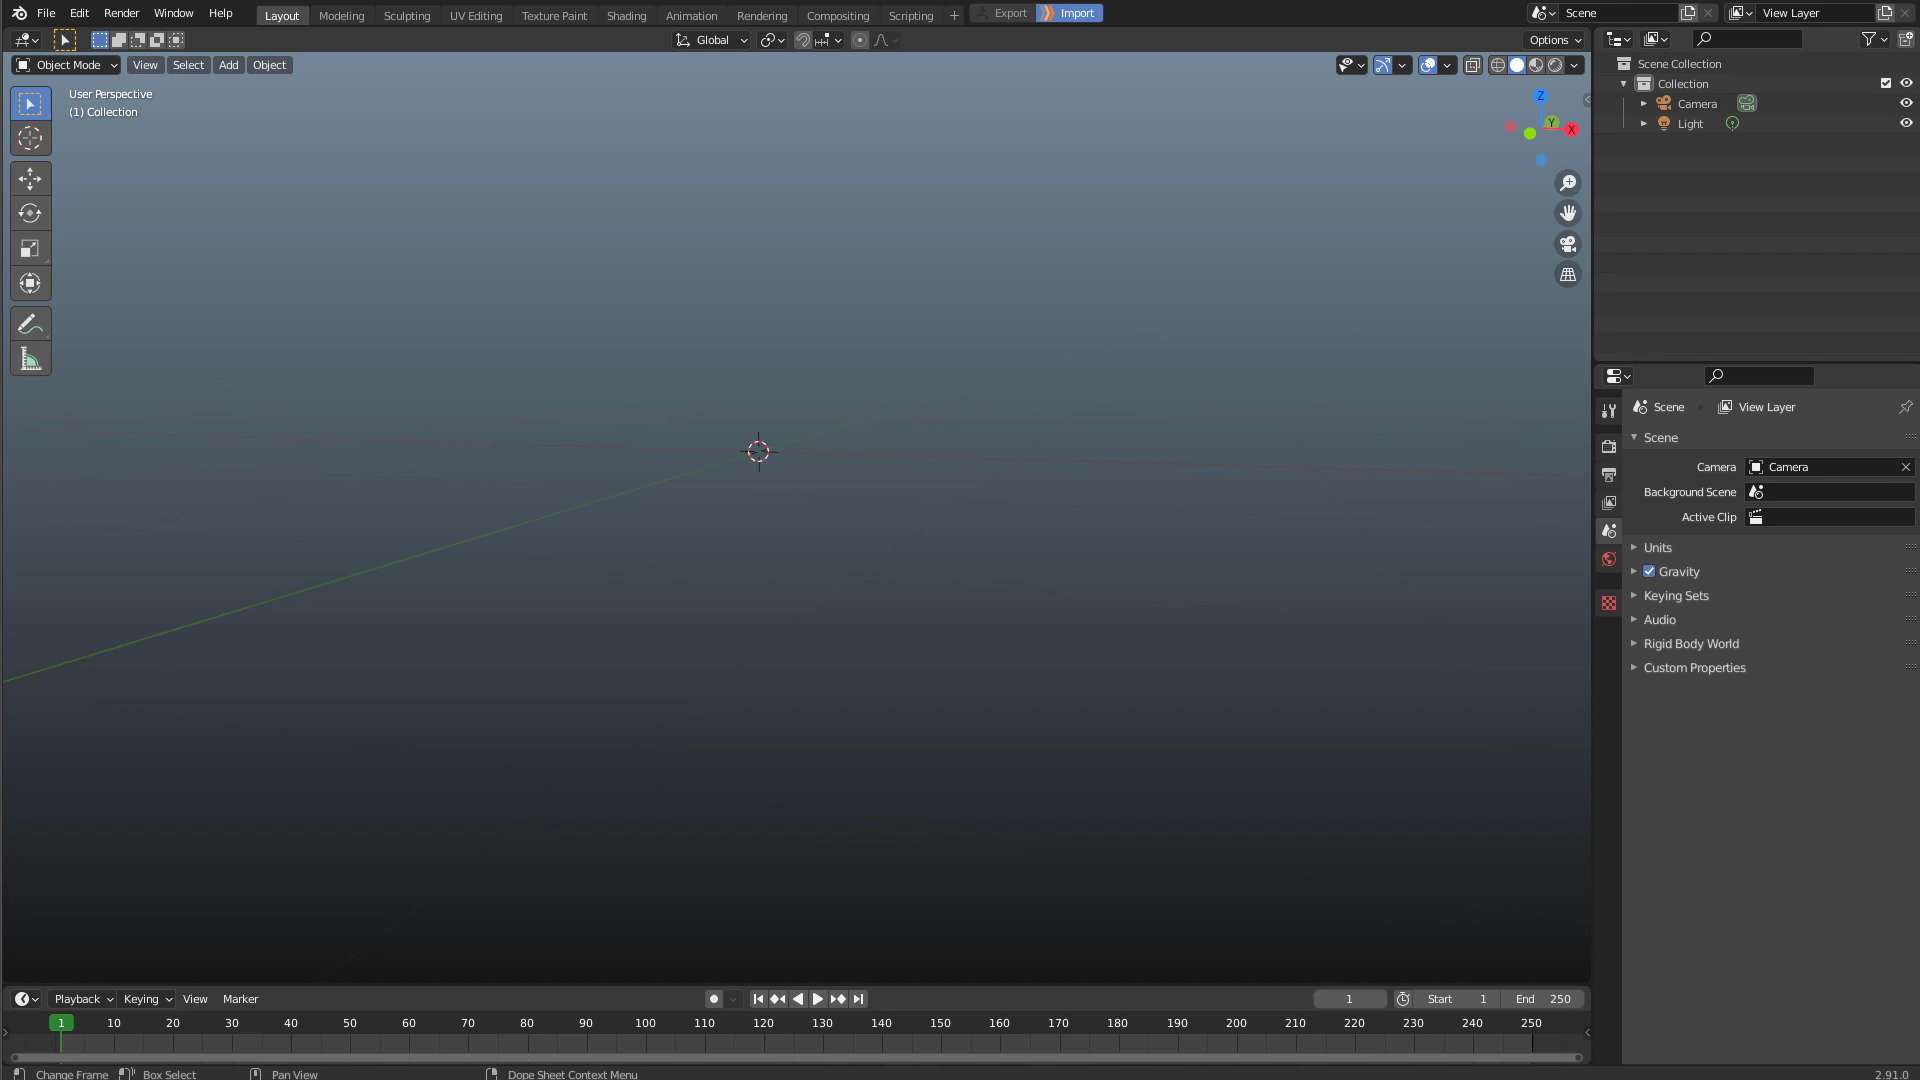 File Edit Render Window Help Layout Modeling Sculpting UV Editing Texture Paint Shading Animation Rendering Compositing Scripting + Export Import Scene View Layer
Global Options
Object Mode View Select Add Object
Scene Collection
Collection
Camera
Light
User Perspective
(1) Collection
Z
Y
X
Scene View Layer
Scene
Camera Camera
Background Scene
Active Clip
Units
Gravity
Keying Sets
Audio
Rigid Body World
Custom Properties
Playback Keying View Marker 1 Start 1 End 250
1 10 20 30 40 50 60 70 80 90 100 110 120 130 140 150 160 170 180 190 200 210 220 230 240 250
Change Frame Box Select Pan View Dope Sheet Context Menu 2.91.0